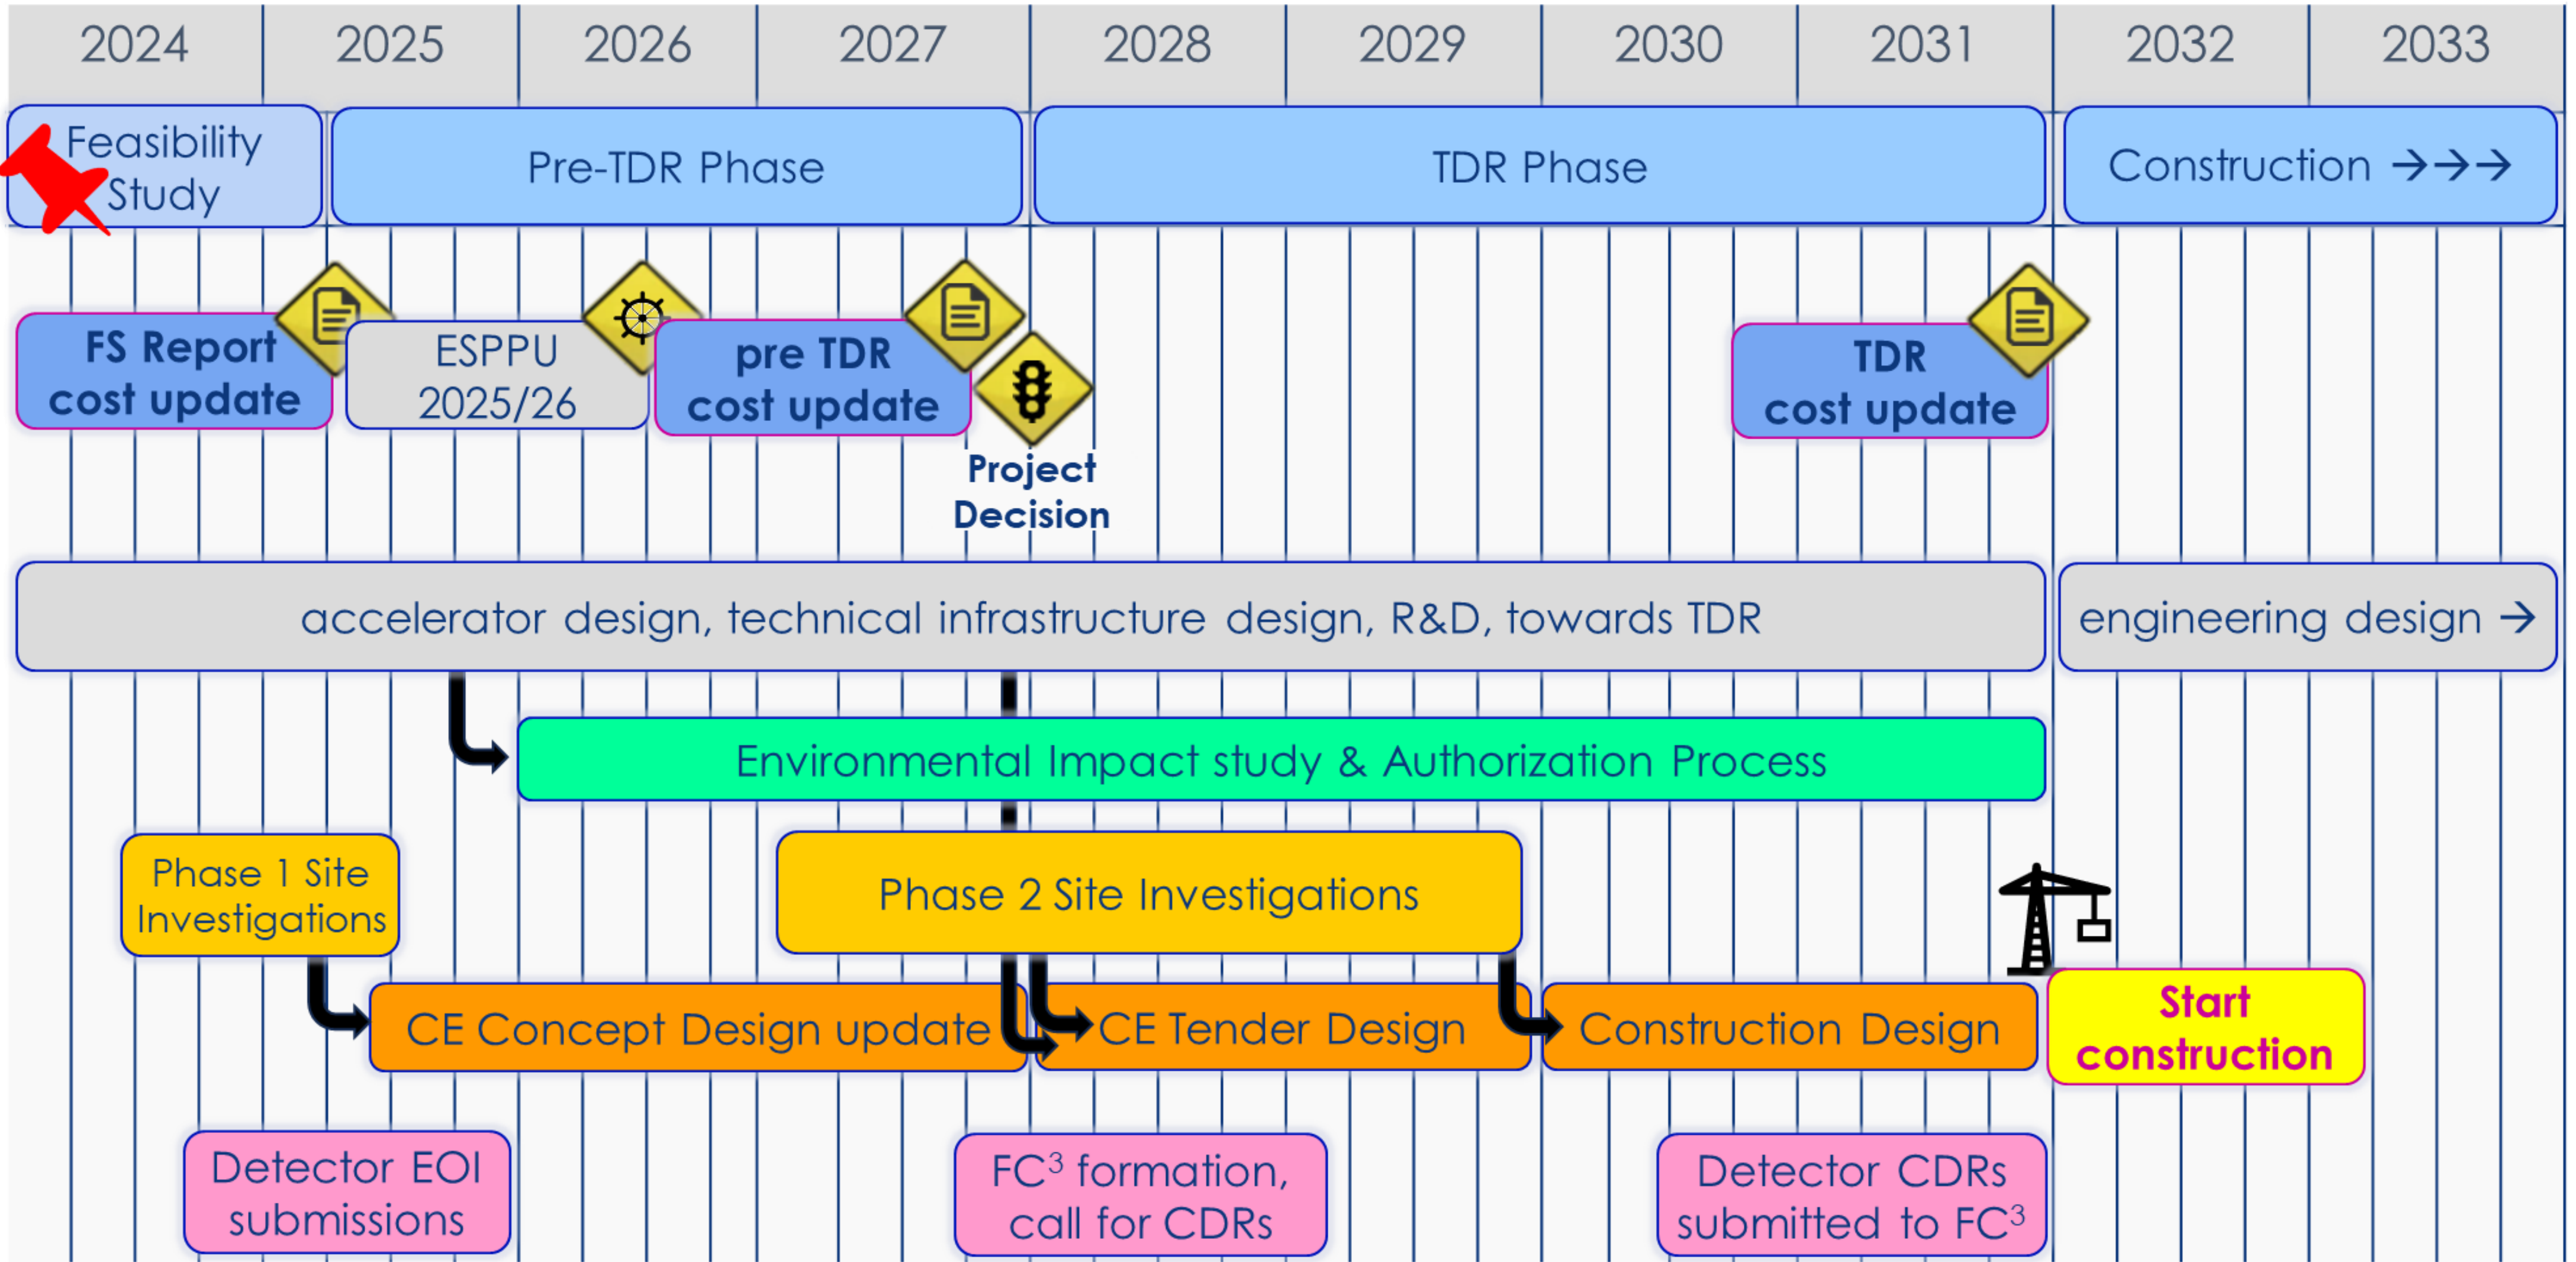 2024 2025 2026 2027 2028 2029 2030 2031 2032 2033
Feasibility
Study
Pre-TDR Phase
TDR Phase
Construction →→→
FS Report
cost update
ESPPU
2025/26
pre TDR
cost update
Project
Decision
TDR
cost update
accelerator design, technical infrastructure design, R&D, towards TDR
engineering design →
Environmental Impact study & Authorization Process
Phase 1 Site
Investigations
Phase 2 Site Investigations
CE Concept Design update
CE Tender Design
Construction Design
Start
construction
Detector EOI
submissions
FC³ formation,
call for CDRs
Detector CDRs
submitted to FC³